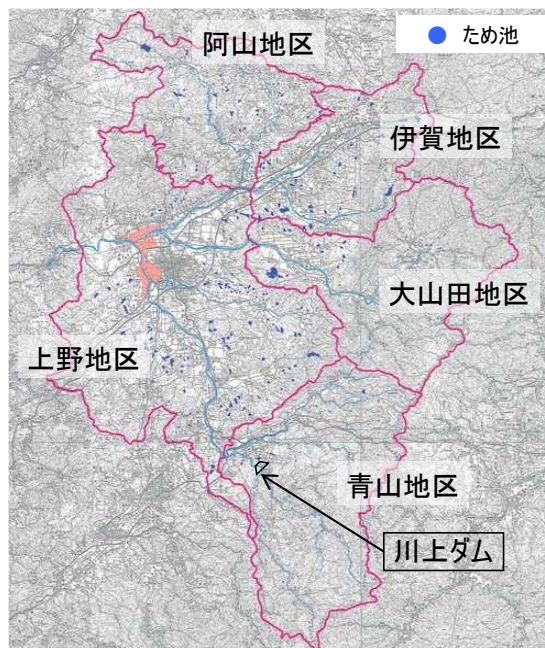 阿山地区
ため池
伊賀地区
大山田地区
上野地区
青山地区
川上ダム